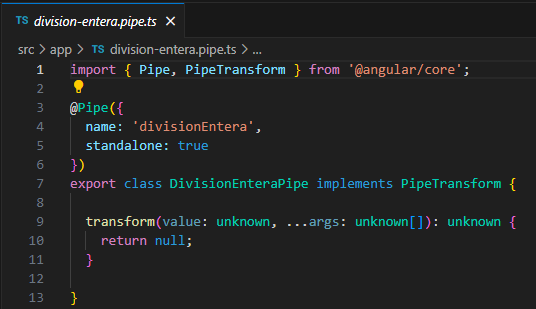 TS division-entera.pipe.ts ×
src > app > TS division-entera.pipe.ts > ...
1 import { Pipe, PipeTransform } from '@angular/core';
2
3 @Pipe({
4   name: 'divisionEntera',
5   standalone: true
6 })
7 export class DivisionEnteraPipe implements PipeTransform {
8
9   transform(value: unknown, ...args: unknown[]): unknown {
10     return null;
11   }
12
13 }